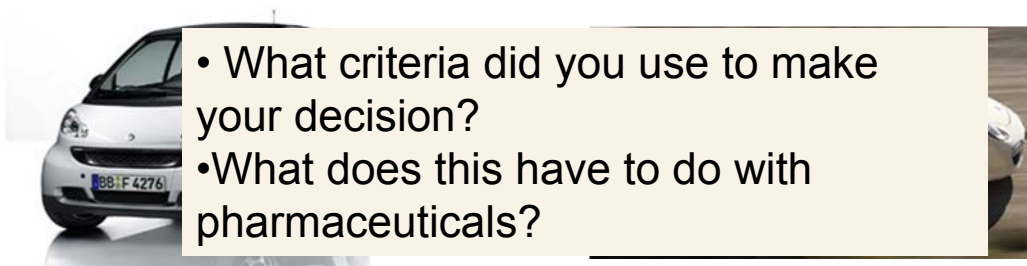 • What criteria did you use to make
your decision?
•What does this have to do with
pharmaceuticals?
BB F 4276